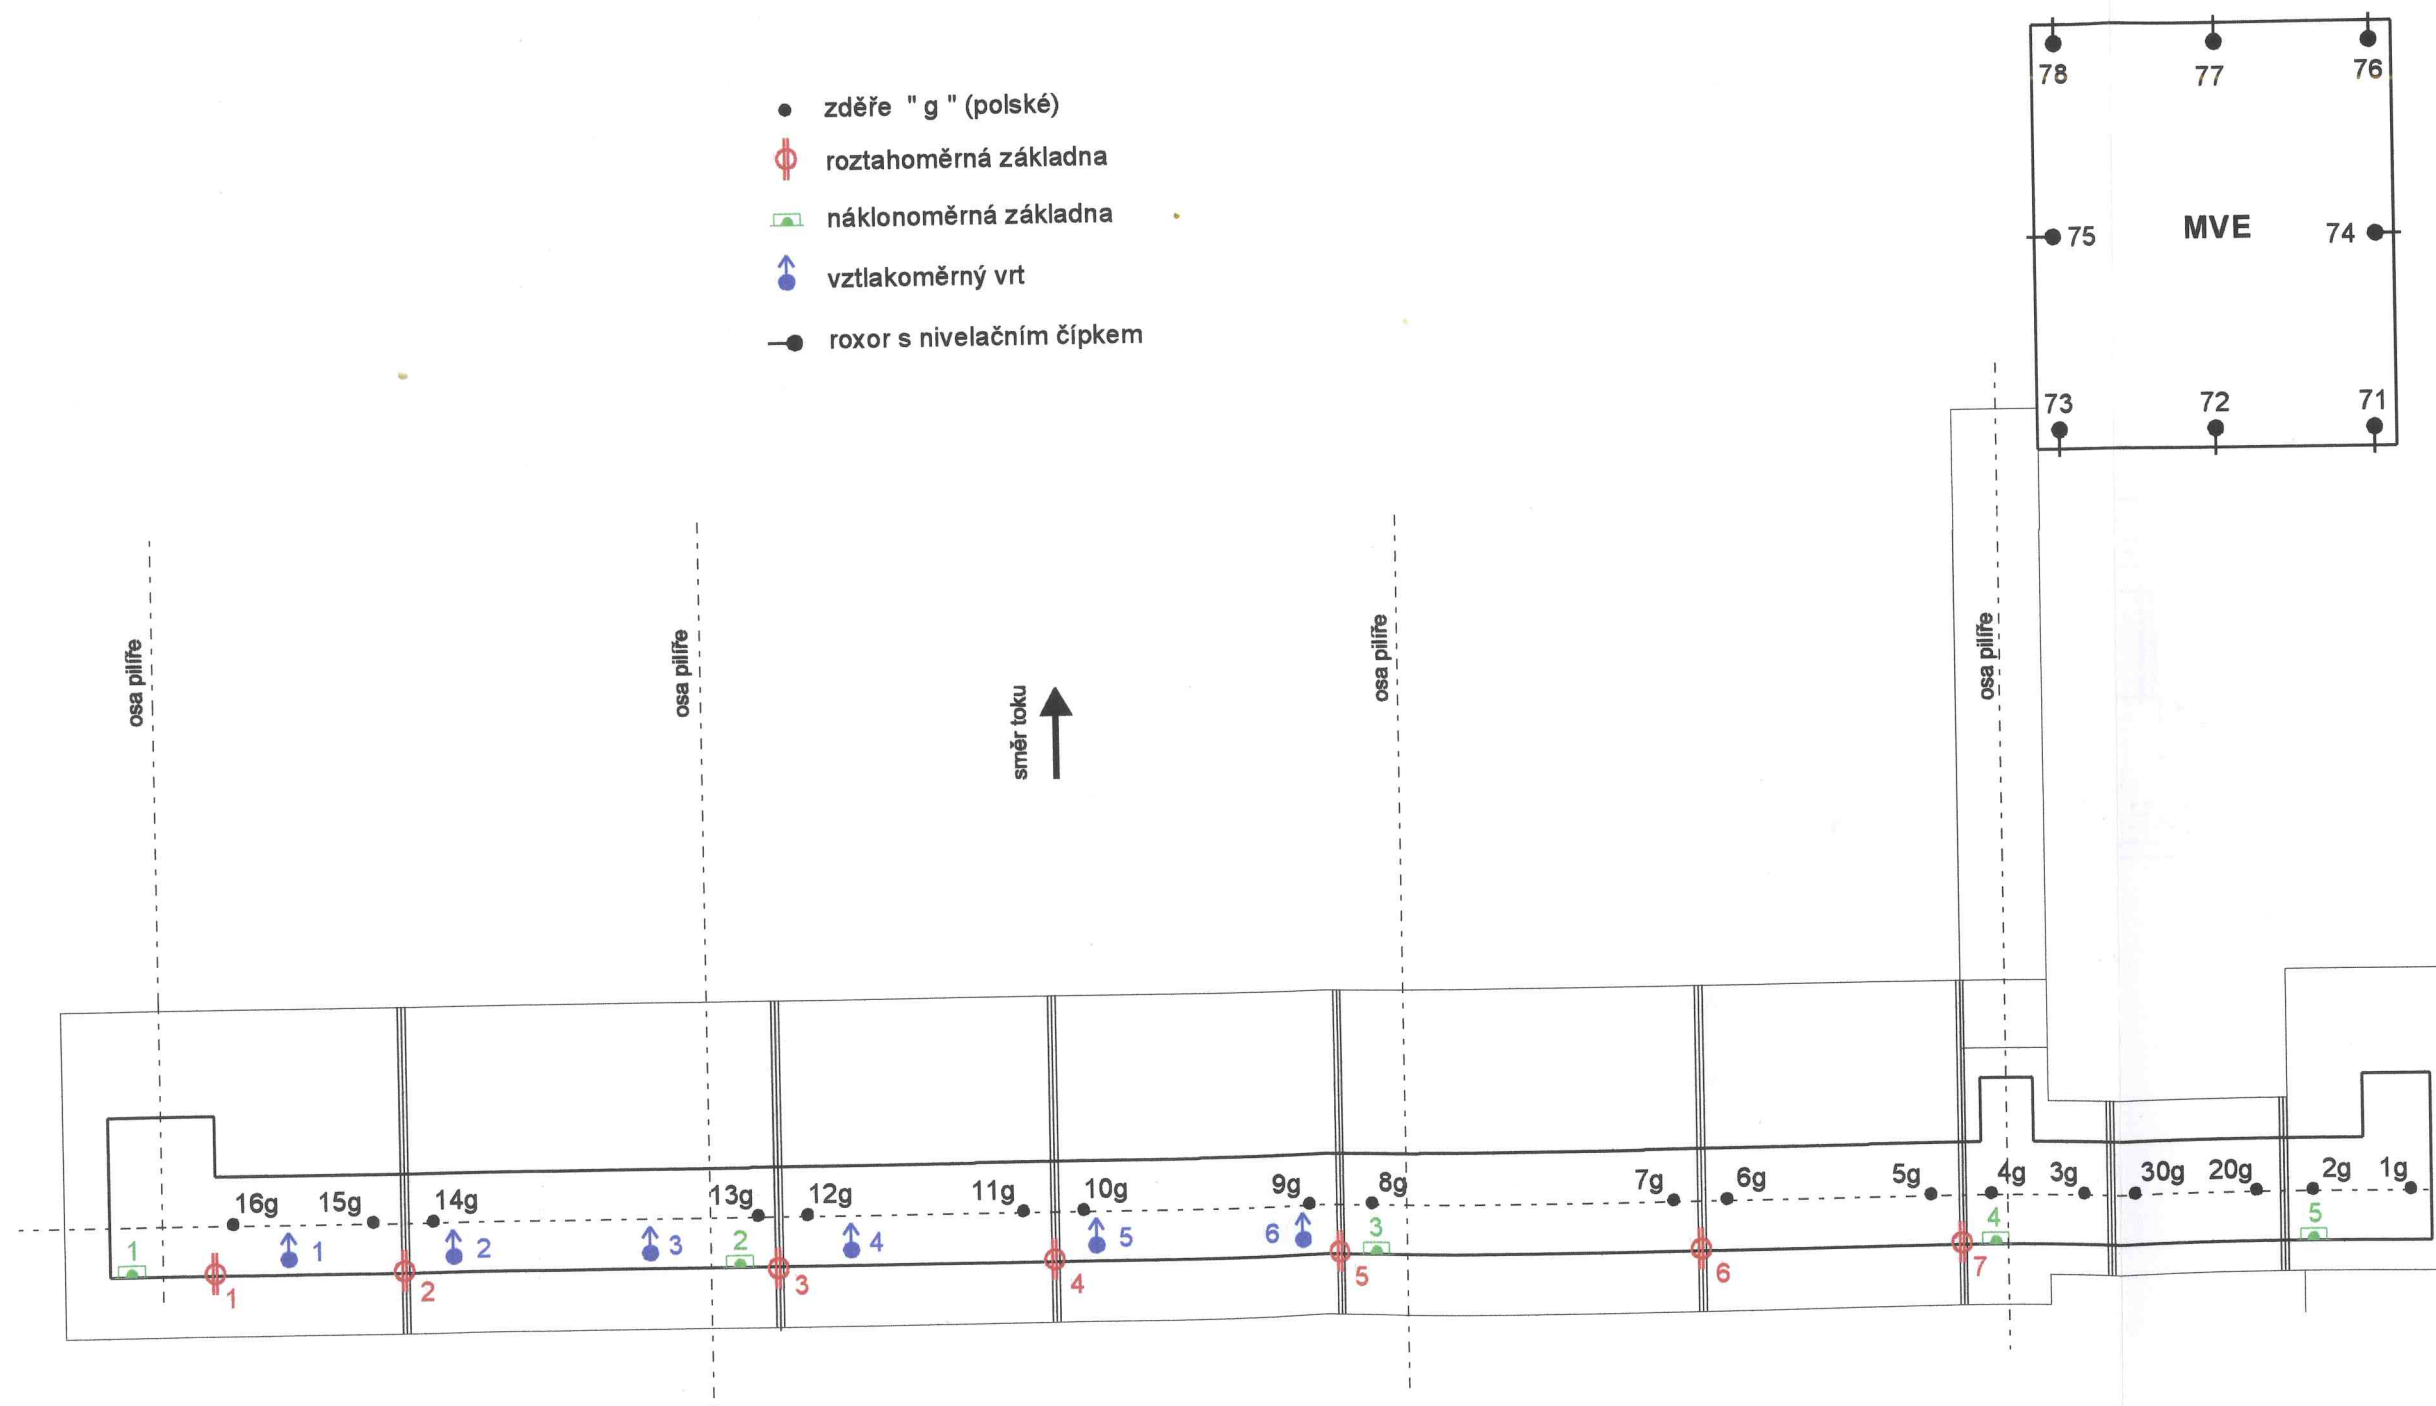 78
77
76
75
MVE
74
73
72
71
zděře " g " (polské)
roztahoměrná základna
náklonoměrná základna
vztlakoměrný vrt
roxor s nivelačním čípkem
osa pilíře
osa pilíře
směr toku
osa pilíře
osa pilíře
16g
15g
14g
13g
12g
11g
10g
9g
8g
7g
6g
5g
4g
3g
30g
20g
2g
1g
1
1
2
3
2
4
5
6
3
4
5
1
2
3
4
5
6
7